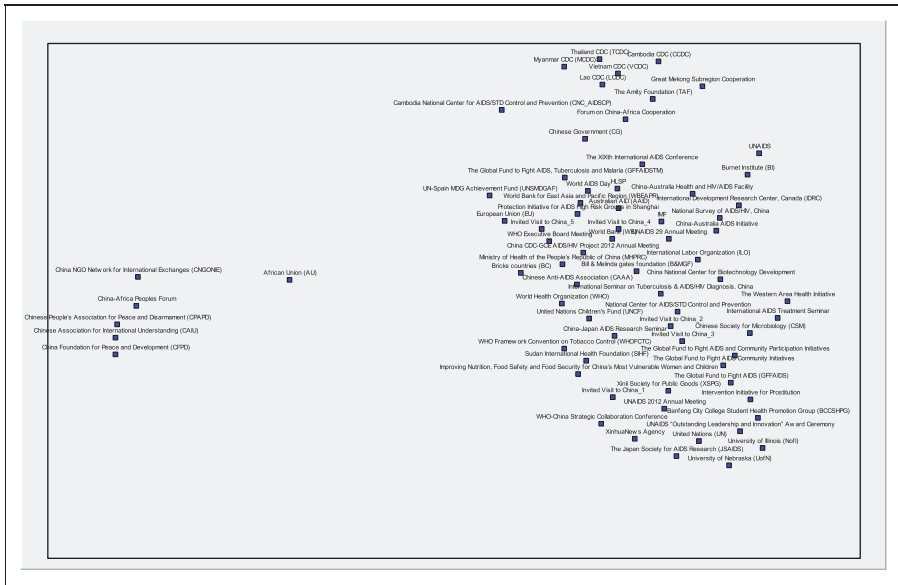 Thailand CDC (TCDC)
Cambodia CDC (CCDC)
Myanmar CDC (MCDC)
Vietnam CDC (VCDC)
Lao CDC (LCDC)
Great Mekong Subregion Cooperation
The Amity Foundation (TAF)
Cambodia National Center for AIDS/STD Control and Prevention (CNC_AIDSCP)
Forum on China-Africa Cooperation
Chinese Government (CG)
UNAIDS
The XIXth International AIDS Conference
Burnet Institute (BI)
The Global Fund to Fight AIDS, Tuberculosis and Malaria (GFFAIDSTM)
World AIDS Day
HLSP
UN-Spain MDG Achievement Fund (UNSMDGAF)
China-Australia Health and HIV/AIDS Facility
World Bank for East Asia and Pacific Region (WBEAPR)
International Development Research Center, Canada (IDRC)
Australian AID (AAID)
Protection Initiative for AIDS High Risk Groups in Shanghai
European Union (EU)
National Survey of AIDS/HIV, China
Invited Visit to China_5
Invited Visit to China_4
IMF
China-Australia AIDS Initiative
WHO Executive Board Meeting
World Bank (WB)
UNAIDS 29 Annual Meeting
China CDC-GCE AIDS/HIV Project 2012 Annual Meeting
International Labor Organization (ILO)
Ministry of Health of the People's Republic of China (MHPRC)
Bricks countries (BC)
Bill & Melinda gates foundation (B&MGF)
China NGO Network for International Exchanges (CNGONIE)
African Union (AU)
Chinese Anti-AIDS Association (CAAA)
China National Center for Biotechnology Development
International Seminar on Tuberculosis & AIDS/HIV Diagnosis, China
China-Africa Peoples Forum
World Health Organization (WHO)
The Western Area Health Initiative
National Center for AIDS/STD Control and Prevention
United Nations Children's Fund (UNCF)
International AIDS Treatment Seminar
Chinese People's Association for Peace and Disarmement (CPAPD)
Invited Visit to China_2
Chinese Association for International Understanding (CAIU)
China-Japan AIDS Research Seminar
Invited Visit to China_3
Chinese Society for Microbiology (CSM)
China Foundation for Peace and Development (CFPD)
WHO Framework Convention on Tobacco Control (WHOFCTC)
The Global Fund to Fight AIDS and Community Participation Initiatives
Sudan International Health Foundation (SIHF)
The Global Fund to Fight AIDS Community Initiatives
Improving Nutrition, Food Safety and Food Security for China's Most Vulnerable Women and Children
The Global Fund to Fight AIDS (GFFAIDS)
Xinli Society for Public Goods (XSPG)
Invitied Visit to China_1
Intervention Initiative for Prostitution
UNAIDS 2012 Annual Meeting
Banfeng City College Student Health Promotion Group (BCCSHPG)
WHO-China Strategic Collaboration Conference
UNAIDS "Outstanding Leadership and Innovation" Award Ceremony
XinhuaNews Agency
United Nations (UN)
University of Illinois (NofI)
The Japan Society for AIDS Research (JSAIDS)
University of Nebraska (UofN)